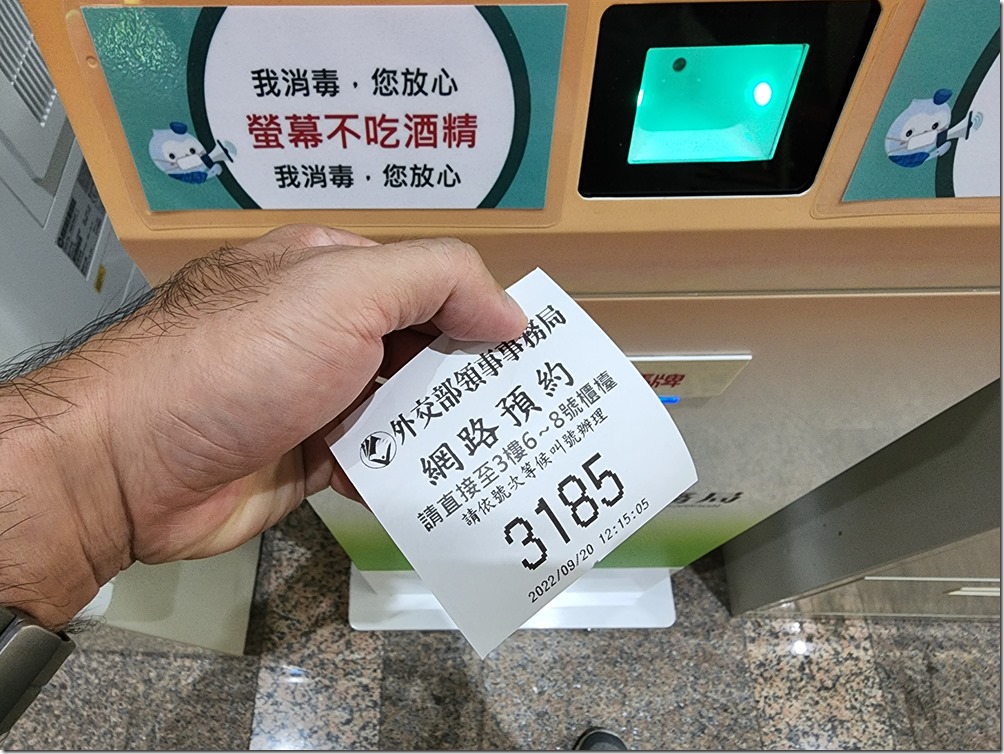 我消毒，您放心
螢幕不吃酒精
我消毒，您放心
外交部領事事務局
網路預約
請直接至3樓6~8號櫃檯
請依號次等候叫號辦理
3185
2022/09/20 12:15:05